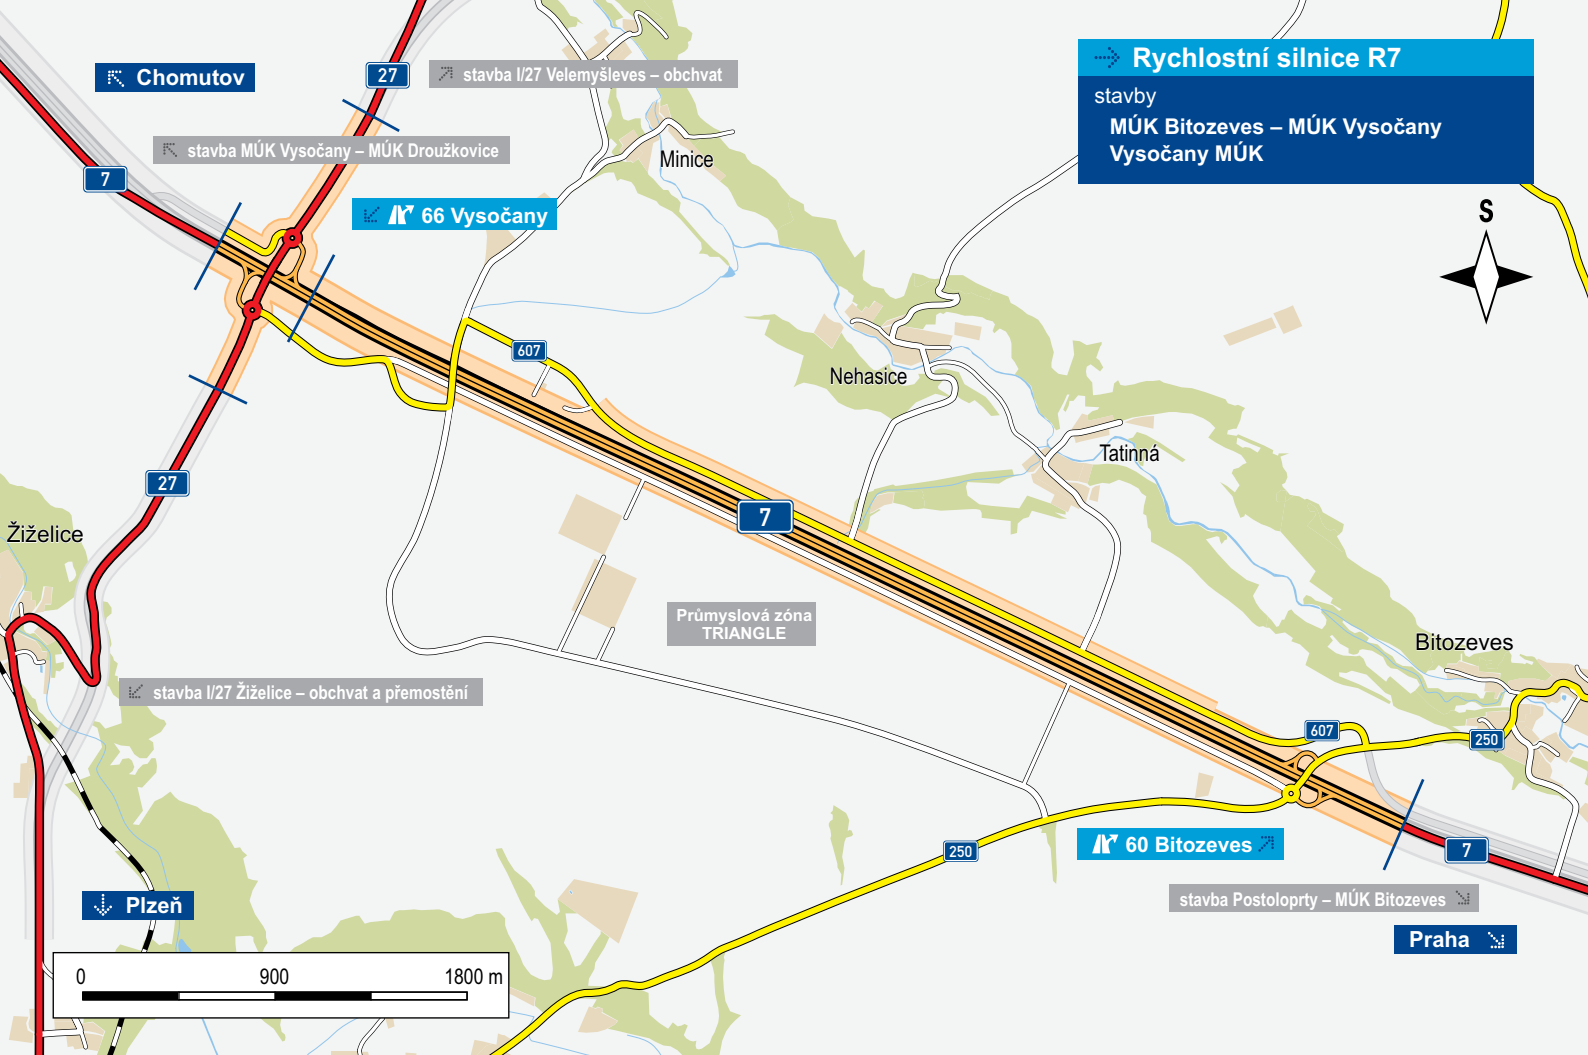 Chomutov
27
stavba I/27 Velemyšleves – obchvat
Rychlostní silnice R7
stavby
MÚK Bitozeves – MÚK Vysočany
Vysočany MÚK
stavba MÚK Vysočany – MÚK Droužkovice
Minice
7
66 Vysočany
S
607
Nehasice
Tatinná
27
7
Žiželice
Průmyslová zóna
TRIANGLE
Bitozeves
stavba I/27 Žiželice – obchvat a přemostění
607
250
60 Bitozeves
250
7
stavba Postoloprty – MÚK Bitozeves
Plzeň
Praha
0 900 1800 m